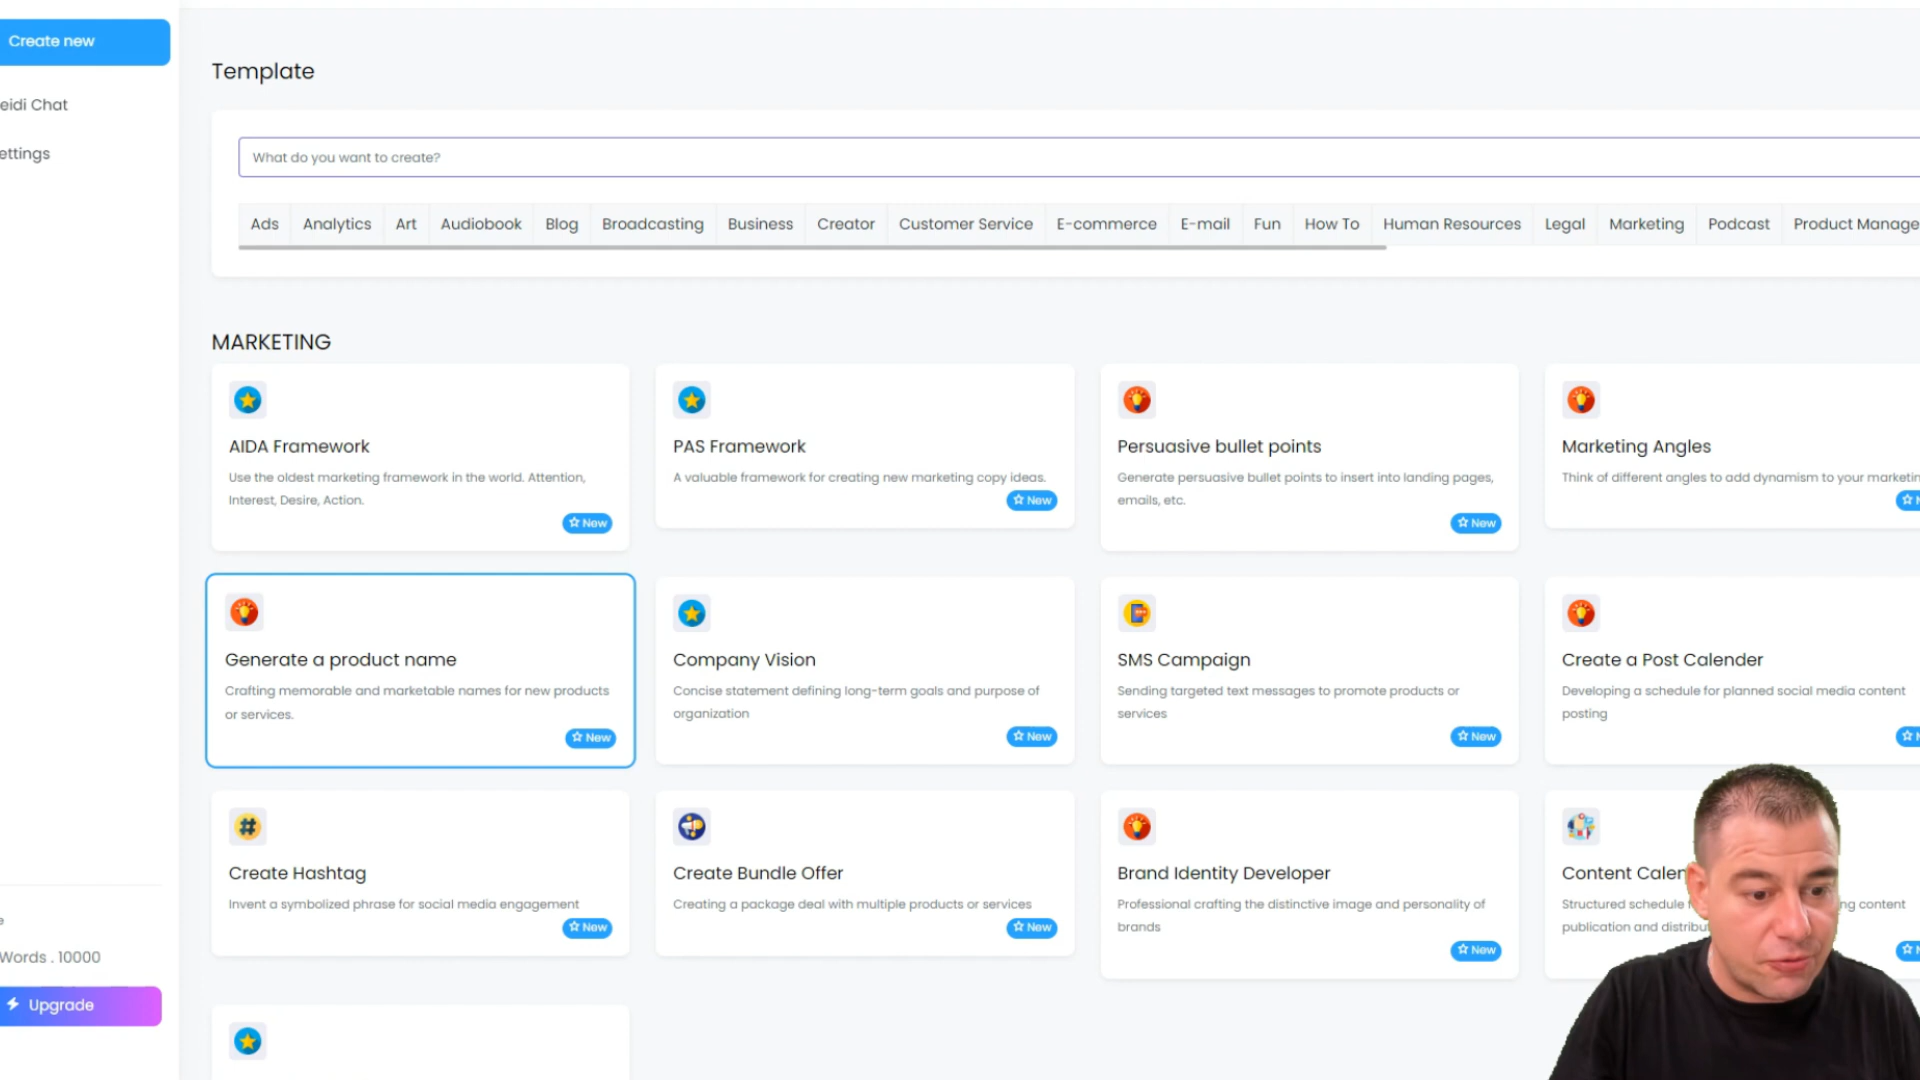 Create new
eidi Chat
ettings
Template
What do you want to create?
Ads Analytics Art Audiobook Blog Broadcasting Business Creator Customer Service E-commerce E-mail Fun How To Human Resources Legal Marketing Podcast Product Manage
MARKETING
AIDA Framework
Use the oldest marketing framework in the world. Attention,
Interest, Desire, Action.
New
PAS Framework
A valuable framework for creating new marketing copy ideas.
New
Persuasive bullet points
Generate persuasive bullet points to insert into landing pages,
emails, etc.
New
Marketing Angles
Think of different angles to add dynamism to your marketin
Generate a product name
Crafting memorable and marketable names for new products
or services.
New
Company Vision
Concise statement defining long-term goals and purpose of
organization
New
SMS Campaign
Sending targeted text messages to promote products or
services
New
Create a Post Calender
Developing a schedule for planned social media content
posting
Create Hashtag
Invent a symbolized phrase for social media engagement
New
Create Bundle Offer
Creating a package deal with multiple products or services
New
Brand Identity Developer
Professional crafting the distinctive image and personality of
brands
New
Content Calen
Structured schedule ng content
publication and distribu
e
Words . 10000
Upgrade